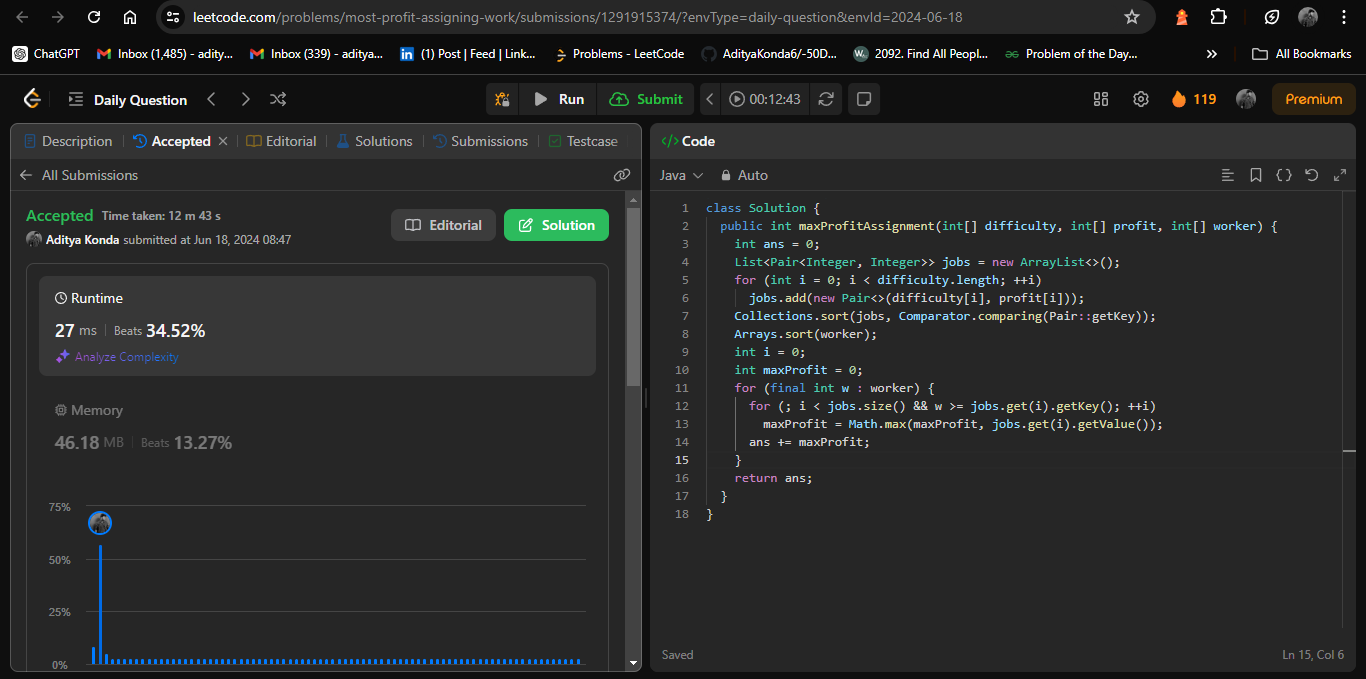 leetcode.com/problems/most-profit-assigning-work/submissions/1291915374/?envType=daily-question&envId=2024-06-18
ChatGPT Inbox (1,485) - adity... Inbox (339) - aditya... (1) Post | Feed | Link... Problems - LeetCode AdityaKonda6/-50D... 2092. Find All Peopl... Problem of the Day... » All Bookmarks
Daily Question Run Submit 00:12:43 119 Premium
Description Accepted Editorial Solutions Submissions Testcase
All Submissions
Accepted Time taken: 12 m 43 s
Aditya Konda submitted at Jun 18, 2024 08:47
Editorial Solution
Runtime
27 ms Beats 34.52%
Analyze Complexity
Memory
46.18 MB Beats 13.27%
75%
50%
25%
0%
</> Code
Java Auto
1 class Solution {
2 public int maxProfitAssignment(int[] difficulty, int[] profit, int[] worker) {
3 int ans = 0;
4 List<Pair<Integer, Integer>> jobs = new ArrayList<>();
5 for (int i = 0; i < difficulty.length; ++i)
6 jobs.add(new Pair<>(difficulty[i], profit[i]));
7 Collections.sort(jobs, Comparator.comparing(Pair::getKey));
8 Arrays.sort(worker);
9 int i = 0;
10 int maxProfit = 0;
11 for (final int w : worker) {
12 for (; i < jobs.size() && w >= jobs.get(i).getKey(); ++i)
13 maxProfit = Math.max(maxProfit, jobs.get(i).getValue());
14 ans += maxProfit;
15 }
16 return ans;
17 }
18 }
Saved Ln 15, Col 6